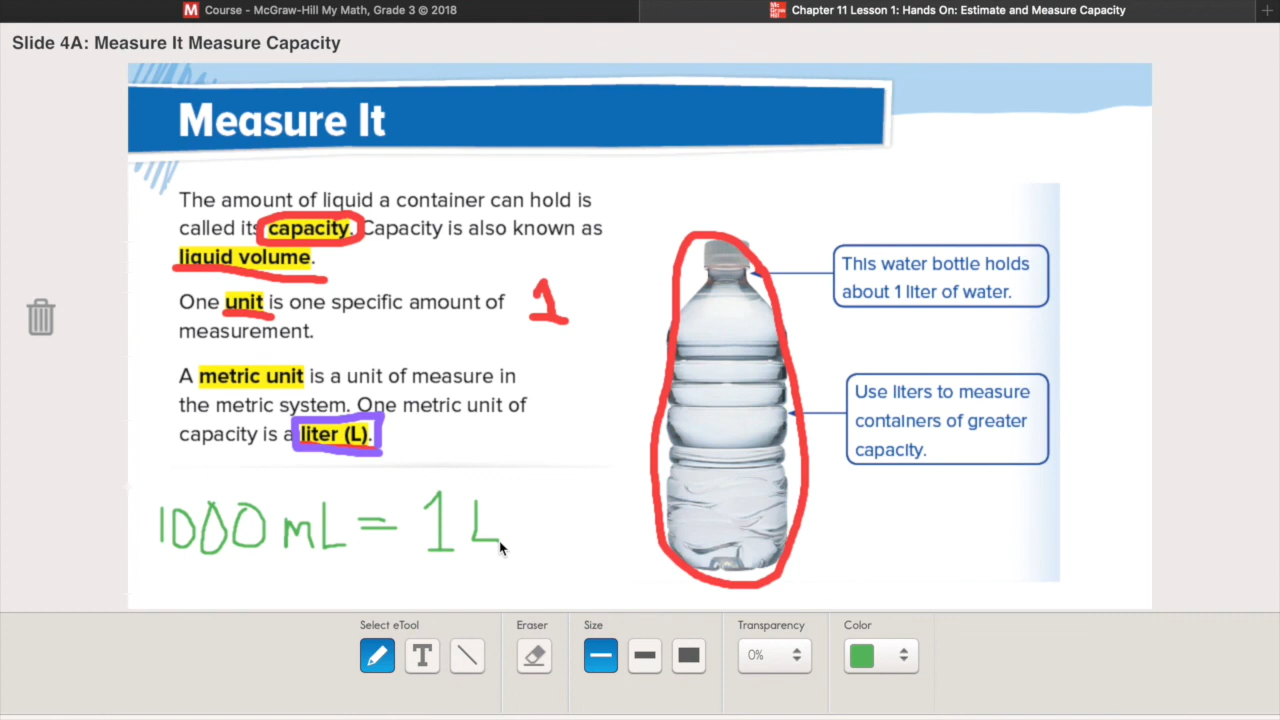 Course - McGraw-Hill My Math, Grade 3 © 2018
Chapter 11 Lesson 1: Hands On: Estimate and Measure Capacity
Slide 4A: Measure It Measure Capacity
Measure It
The amount of liquid a container can hold is
called its capacity. Capacity is also known as
liquid volume.
One unit is one specific amount of
measurement.
1
A metric unit is a unit of measure in
the metric system. One metric unit of
capacity is a liter (L).
1000 mL = 1 L
This water bottle holds
about 1 liter of water.
Use liters to measure
containers of greater
capacity.
Select eTool
Eraser
Size
Transparency
Color
T
0%